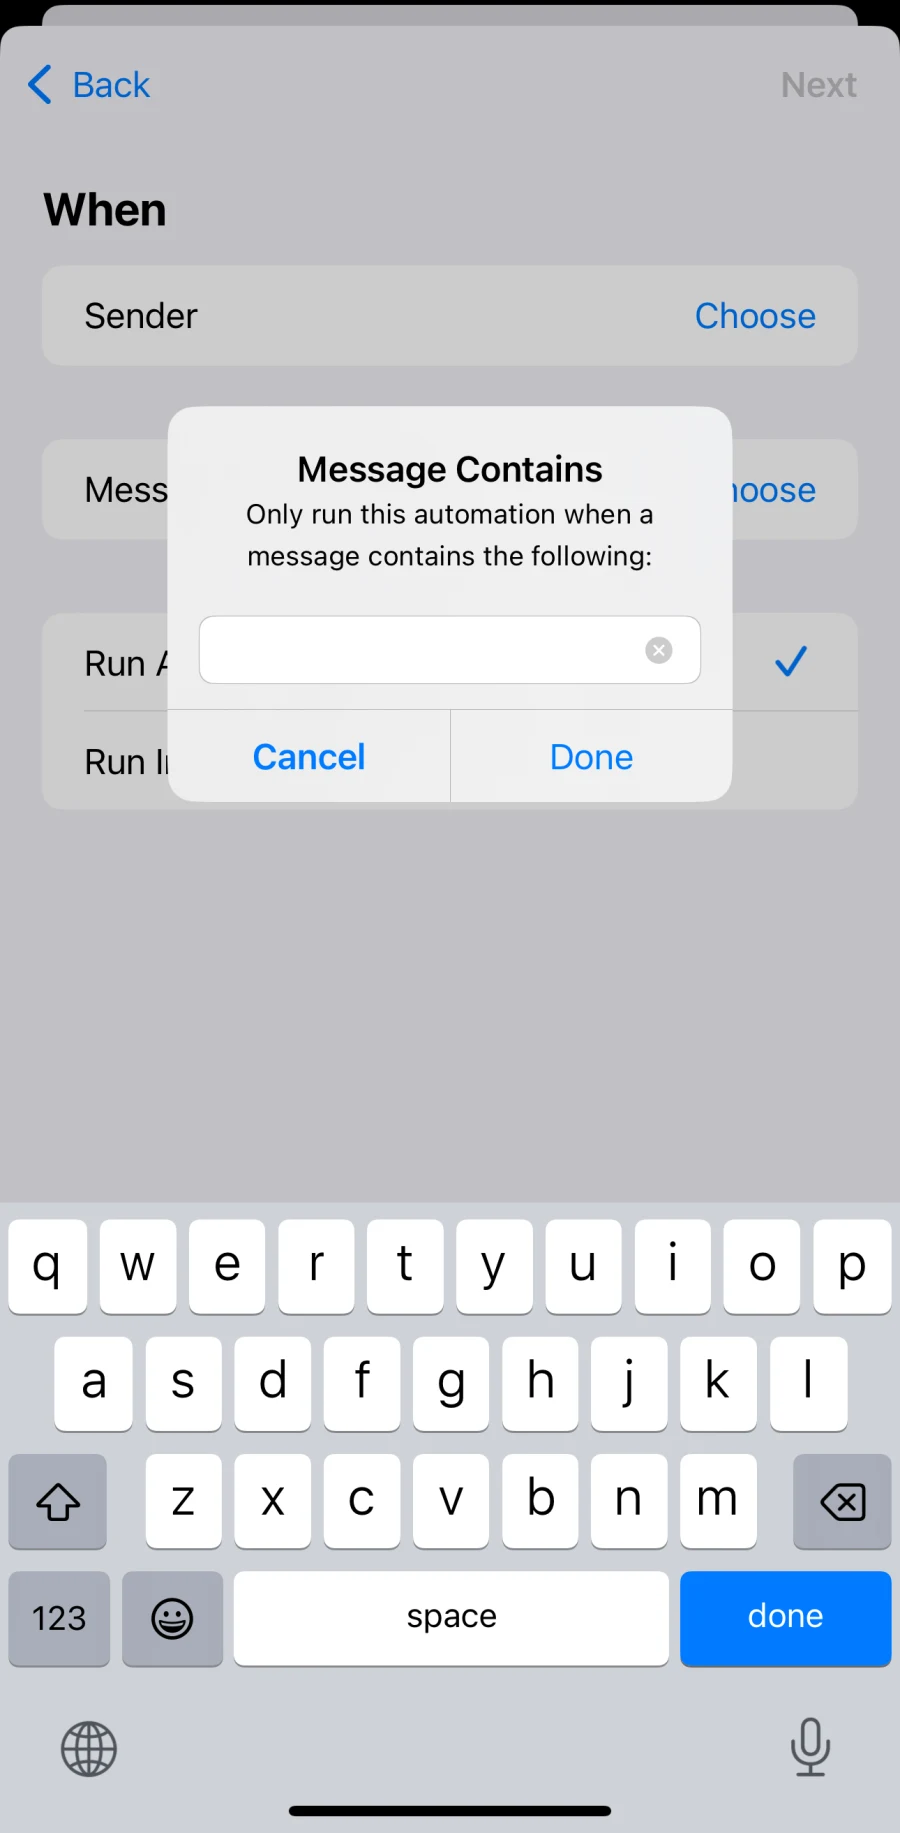 Back
Next
When
Sender
Choose
Message Contains
Only run this automation when a
message contains the following:
Mess
hoose
Run A
Run I
Cancel
Done
q w e r t y u i o p
a s d f g h j k l
z x c v b n m
123
space
done